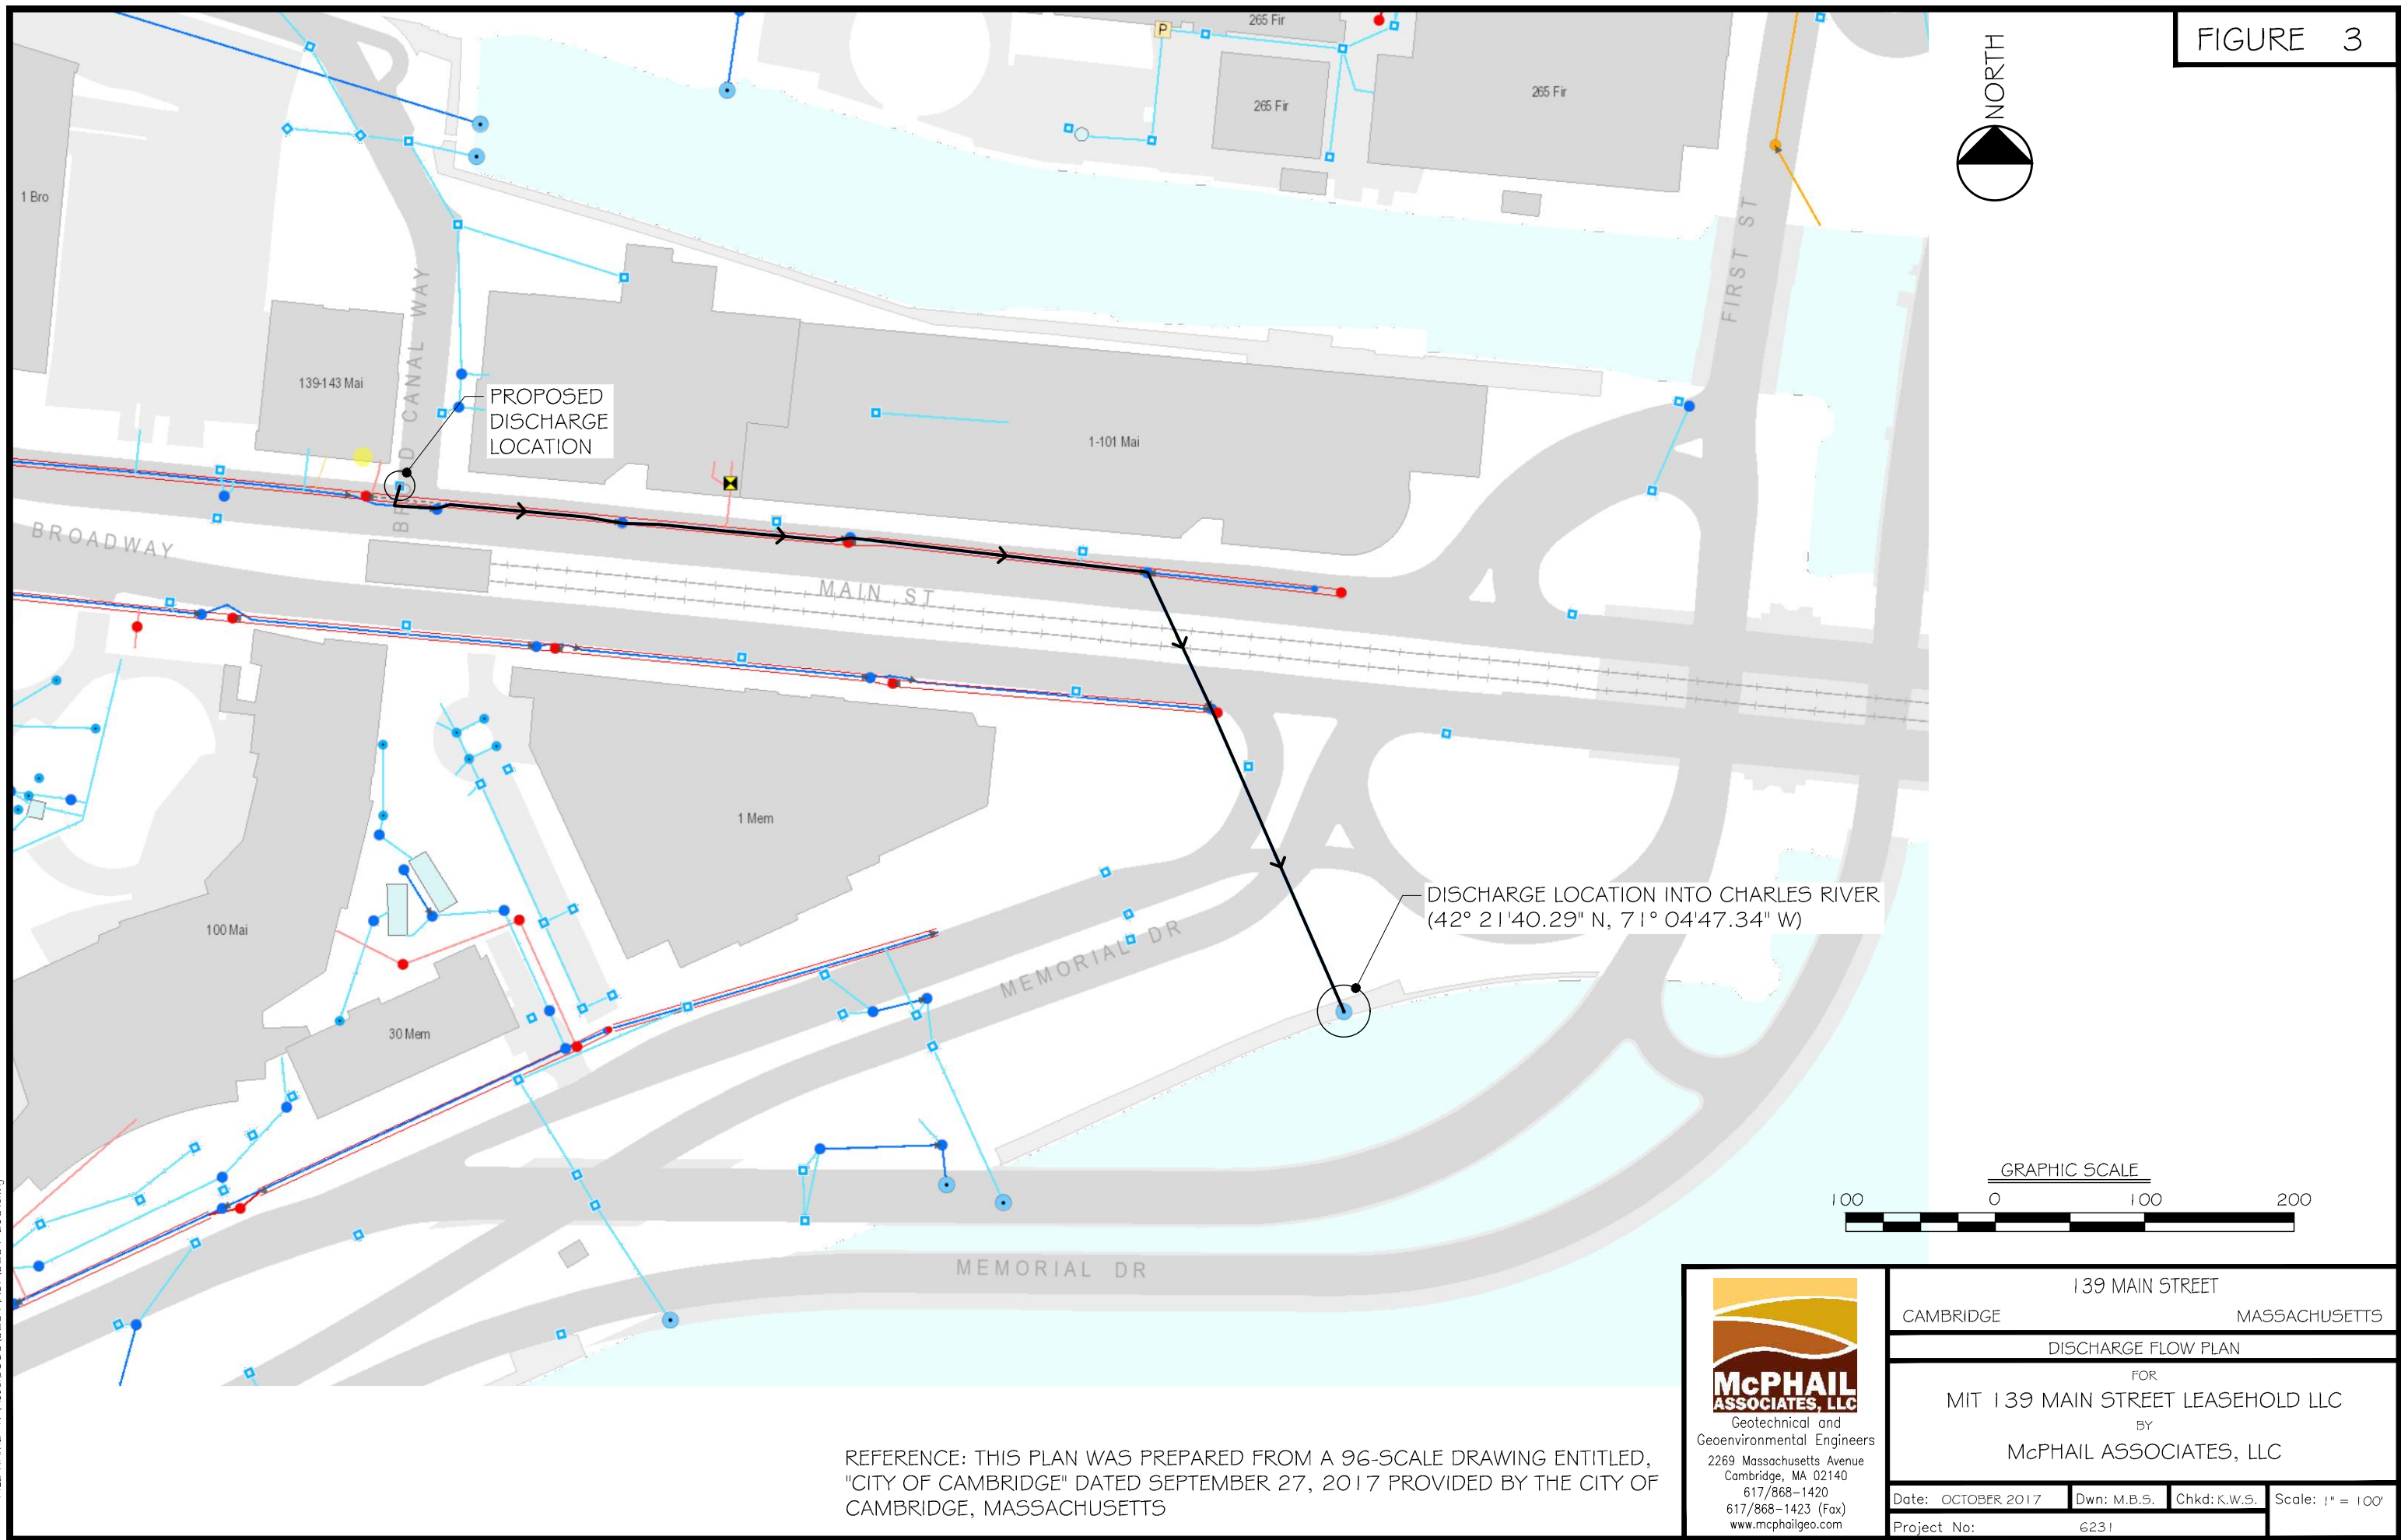 FIGURE 3
NORTH
265 Fir
P
265 Fir
265 Fir
1 Bro
FIRST ST
139-143 Mai
CANAL WAY
PROPOSED
DISCHARGE
LOCATION
1-101 Mai
BROADWAY
MAIN ST
1 Mem
100 Mai
30 Mem
DISCHARGE LOCATION INTO CHARLES RIVER
(42° 21'40.29" N, 71° 04'47.34" W)
MEMORIAL DR
MEMORIAL DR
GRAPHIC SCALE
100 0 100 200
REFERENCE: THIS PLAN WAS PREPARED FROM A 96-SCALE DRAWING ENTITLED,
"CITY OF CAMBRIDGE" DATED SEPTEMBER 27, 2017 PROVIDED BY THE CITY OF
CAMBRIDGE, MASSACHUSETTS
McPHAIL
ASSOCIATES, LLC
Geotechnical and
Geoenvironmental Engineers
2269 Massachusetts Avenue
Cambridge, MA 02140
617/868-1420
617/868-1423 (Fax)
www.mcphailgeo.com
139 MAIN STREET
CAMBRIDGE MASSACHUSETTS
DISCHARGE FLOW PLAN
FOR
MIT 139 MAIN STREET LEASEHOLD LLC
BY
McPHAIL ASSOCIATES, LLC
Date: OCTOBER 2017 Dwn: M.B.S. Chkd: K.W.S. Scale: 1" = 100'
Project No: 6231